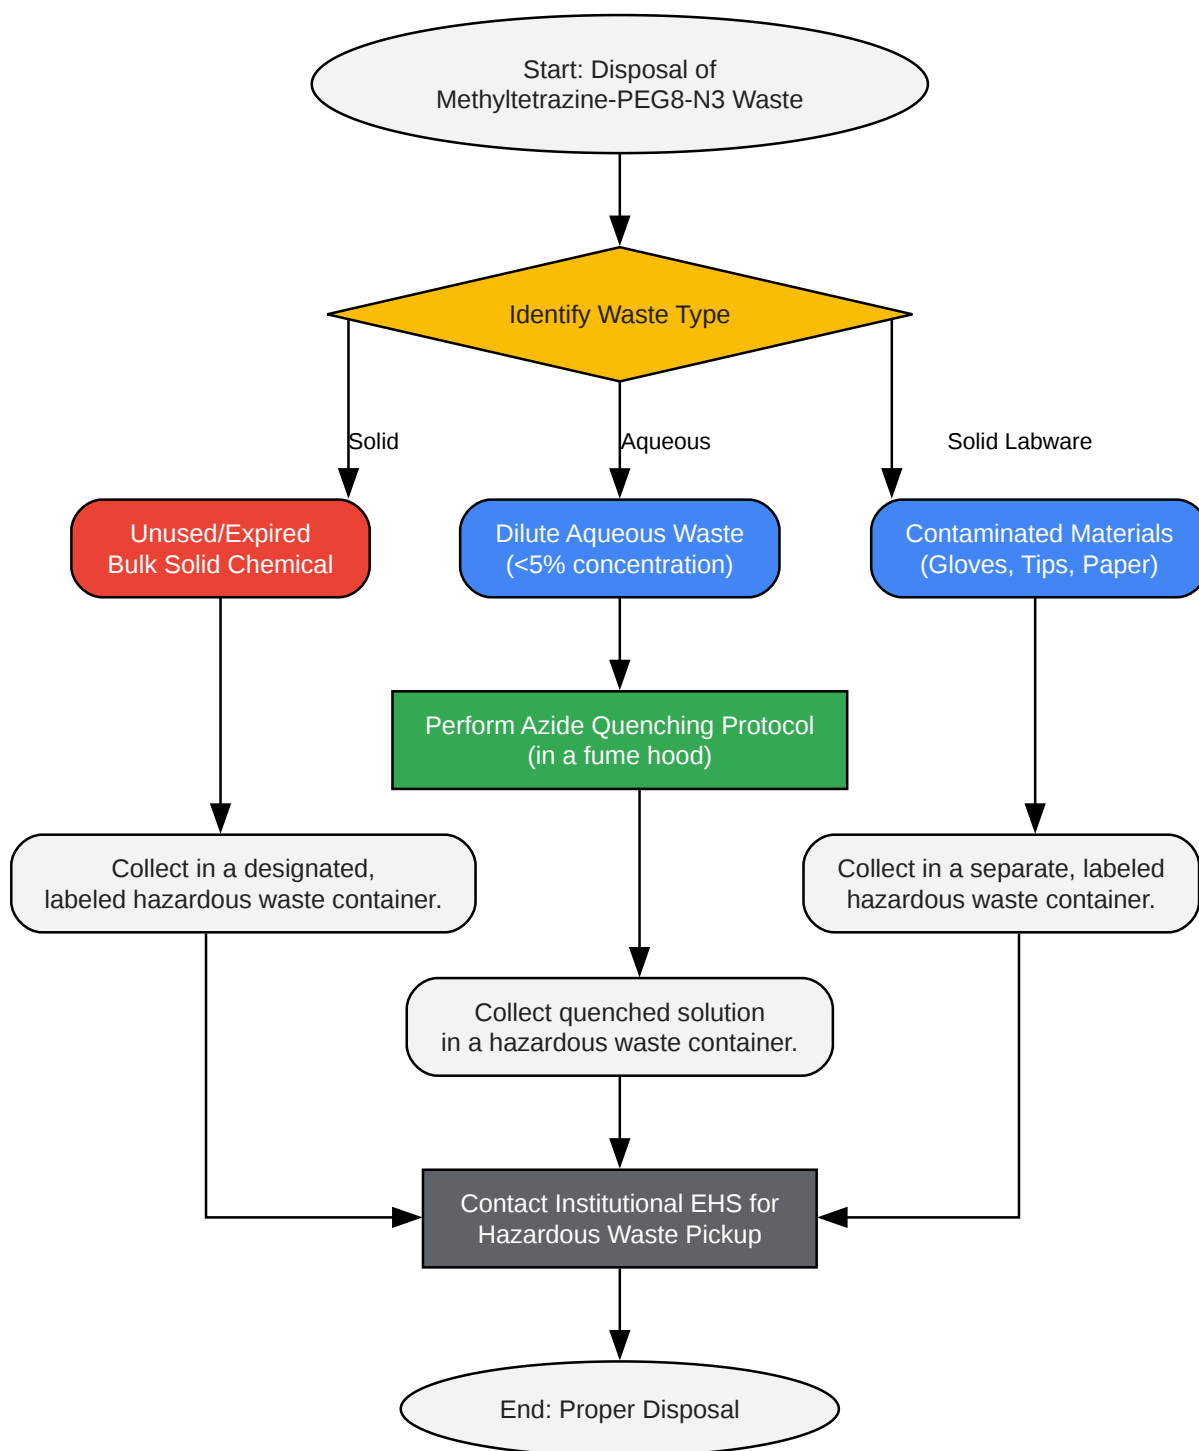 Start: Disposal of
Methyltetrazine-PEG8-N3 Waste
Identify Waste Type
Solid
Aqueous
Solid Labware
Unused/Expired
Bulk Solid Chemical
Dilute Aqueous Waste
(<5% concentration)
Contaminated Materials
(Gloves, Tips, Paper)
Perform Azide Quenching Protocol
(in a fume hood)
Collect in a designated,
labeled hazardous waste container.
Collect in a separate, labeled
hazardous waste container.
Collect quenched solution
in a hazardous waste container.
Contact Institutional EHS for
Hazardous Waste Pickup
End: Proper Disposal